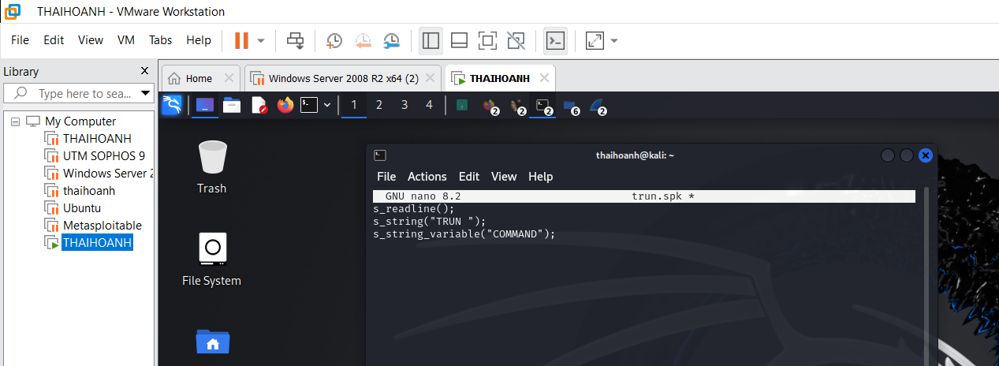 THAIHOANH - VMware Workstation
File Edit View VM Tabs Help
Library
Type here to sea...
My Computer
THAIHOANH
UTM SOPHOS 9
Windows Server 2
thaihoanh
Ubuntu
Metasploitable
THAIHOANH
Home Windows Server 2008 R2 x64 (2) THAIHOANH
1 2 3 4 2 2 2 6 2
Trash
File System
thaihoanh@kali: ~
File Actions Edit View Help
GNU nano 8.2 trun.spk *
s_readline();
s_string("TRUN ");
s_string_variable("COMMAND");